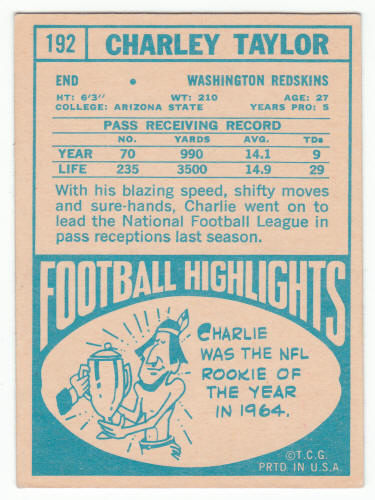 192 CHARLEY TAYLOR
END • WASHINGTON REDSKINS
HT: 6'3" WT: 210 AGE: 27
COLLEGE: ARIZONA STATE YEARS PRO: 5
PASS RECEIVING RECORD
NO. YARDS AVG. TDs
YEAR 70 990 14.1 9
LIFE 235 3500 14.9 29
With his blazing speed, shifty moves
and sure-hands, Charlie went on to
lead the National Football League in
pass receptions last season.
FOOTBALL HIGHLIGHTS
CHARLIE
WAS THE NFL
ROOKIE OF
THE YEAR
IN 1964.
©T.C.G.
PRTD IN U.S.A.